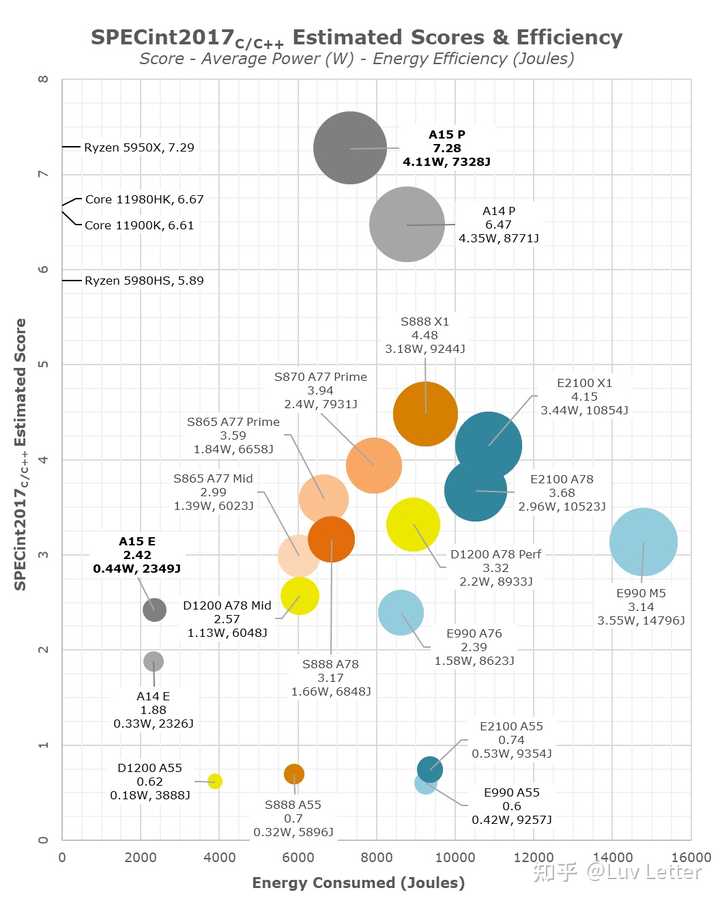 SPECint2017C/C++ Estimated Scores & Efficiency
Score - Average Power (W) - Energy Efficiency (Joules)
8
A15 P
7.28
4.11W, 7328J
Ryzen 5950X, 7.29
7
Core 11980HK, 6.67
Core 11900K, 6.61
A14 P
6.47
4.35W, 8771J
6
Ryzen 5980HS, 5.89
S888 X1
4.48
3.18W, 9244J
5
S870 A77 Prime
3.94
2.4W, 7931J
E2100 X1
4.15
3.44W, 10854J
S865 A77 Prime
3.59
1.84W, 6658J
4
S865 A77 Mid
2.99
1.39W, 6023J
E2100 A78
3.68
2.96W, 10523J
SPECint2017C/C++ Estimated Score
A15 E
2.42
0.44W, 2349J
3
D1200 A78 Perf
3.32
2.2W, 8933J
E990 M5
3.14
3.55W, 14796J
D1200 A78 Mid
2.57
1.13W, 6048J
E990 A76
2.39
1.58W, 8623J
2
S888 A78
3.17
1.66W, 6848J
A14 E
1.88
0.33W, 2326J
E2100 A55
0.74
0.53W, 9354J
1
D1200 A55
0.62
0.18W, 3888J
S888 A55
0.7
0.32W, 5896J
E990 A55
0.6
0.42W, 9257J
0
0 2000 4000 6000 8000 10000 12000 14000 16000
Energy Consumed (Joules)
知乎 @Luv Letter